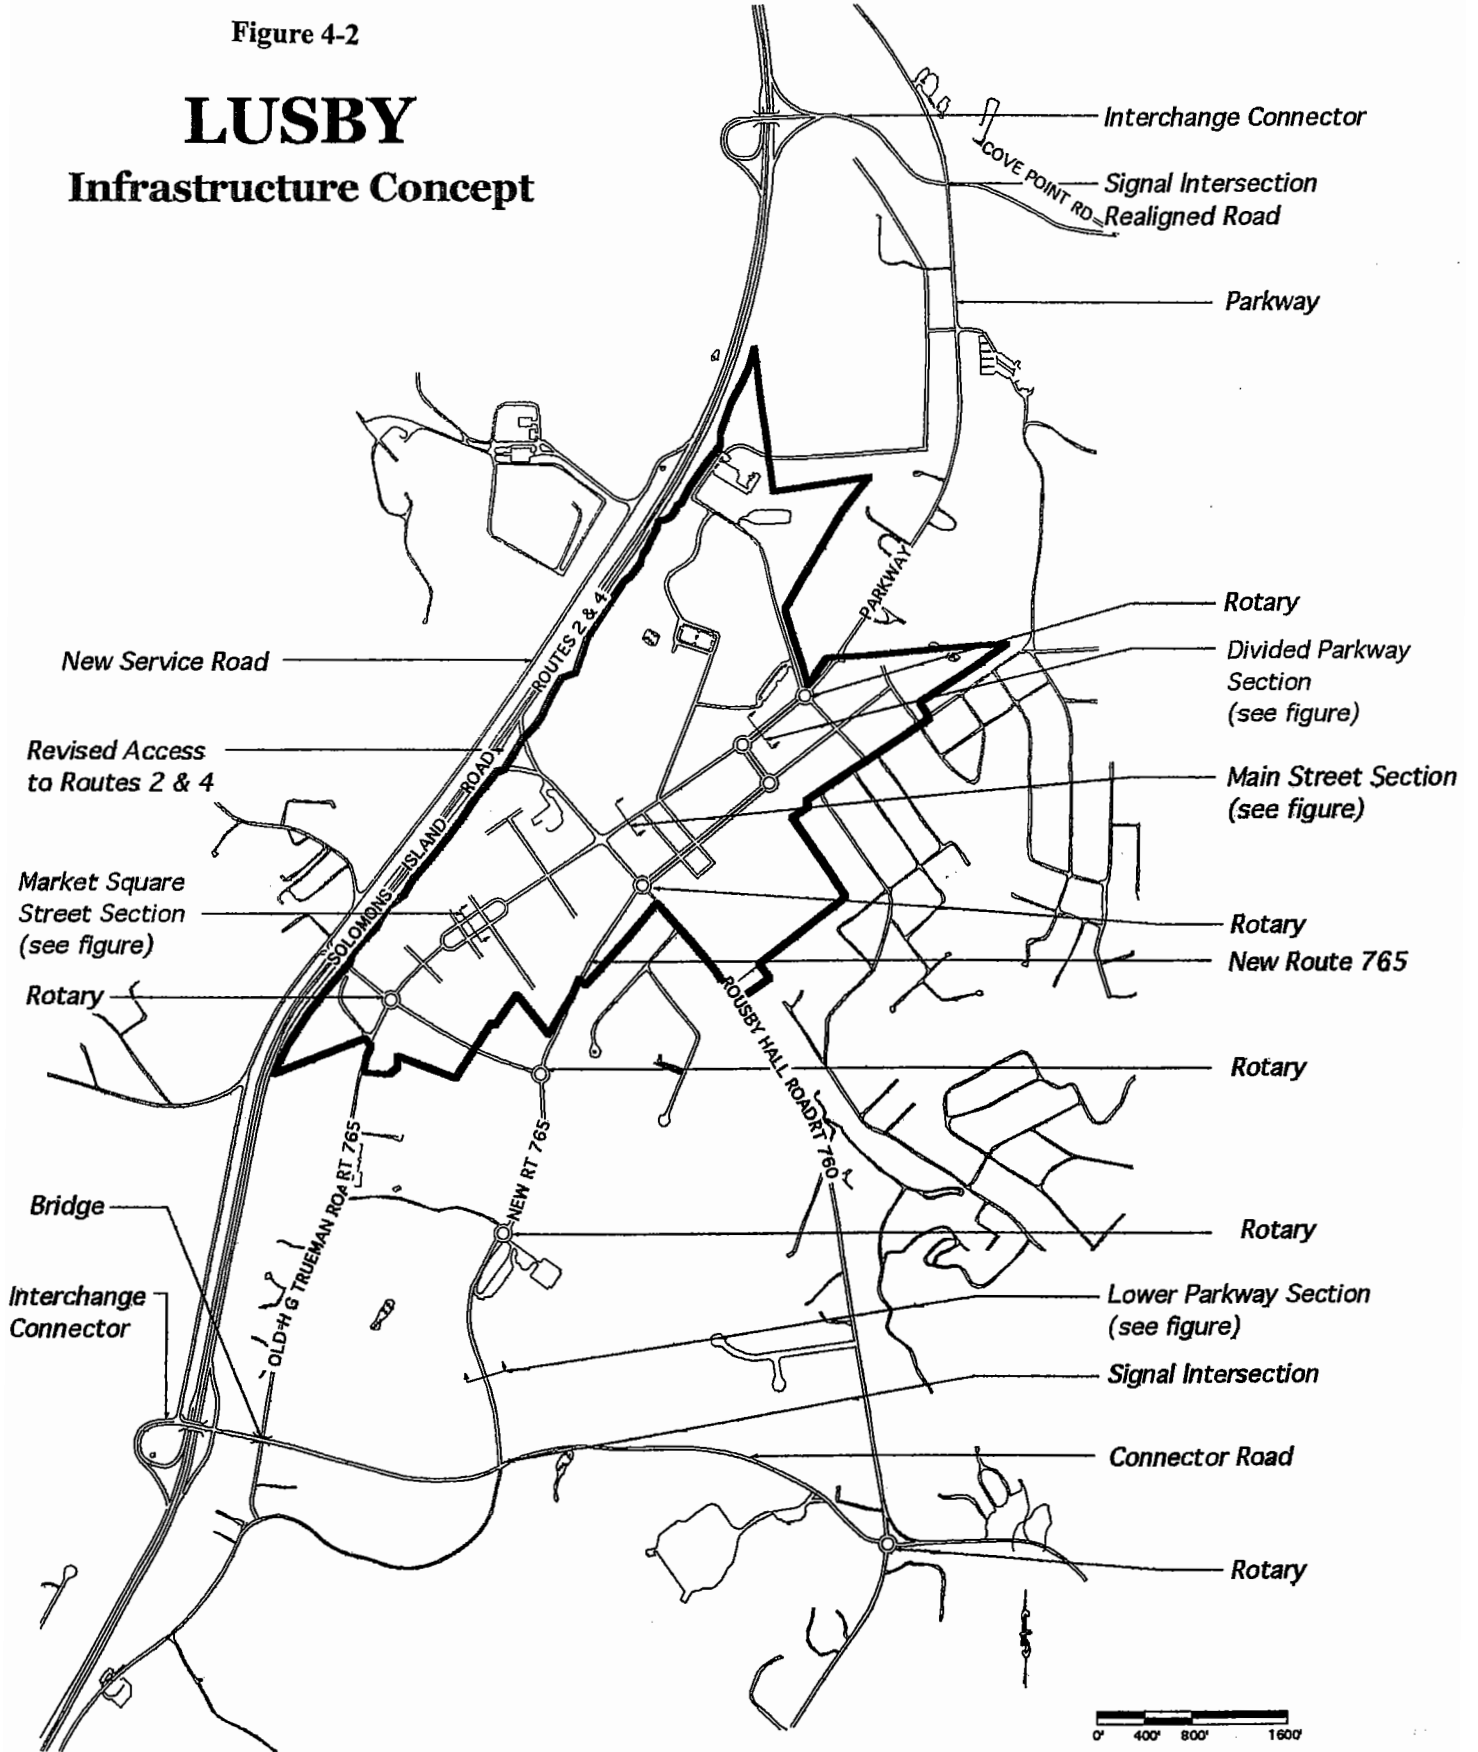 Figure 4-2
LUSBY
Infrastructure Concept
Interchange Connector
COVE POINT RD
Signal Intersection
Realigned Road
Parkway
PARKWAY
Rotary
New Service Road
ROUTES 2 & 4
Divided Parkway
Section
(see figure)
Revised Access
to Routes 2 & 4
SOLOMONS ISLAND ROAD
Main Street Section
(see figure)
Market Square
Street Section
(see figure)
Rotary
New Route 765
Rotary
ROUSBY HALL ROAD RT 760
Rotary
OLD H G TRUEMAN ROA RT 765
NEW RT 765
Bridge
Rotary
Interchange
Connector
Lower Parkway Section
(see figure)
Signal Intersection
Connector Road
Rotary
0' 400' 800' 1600'